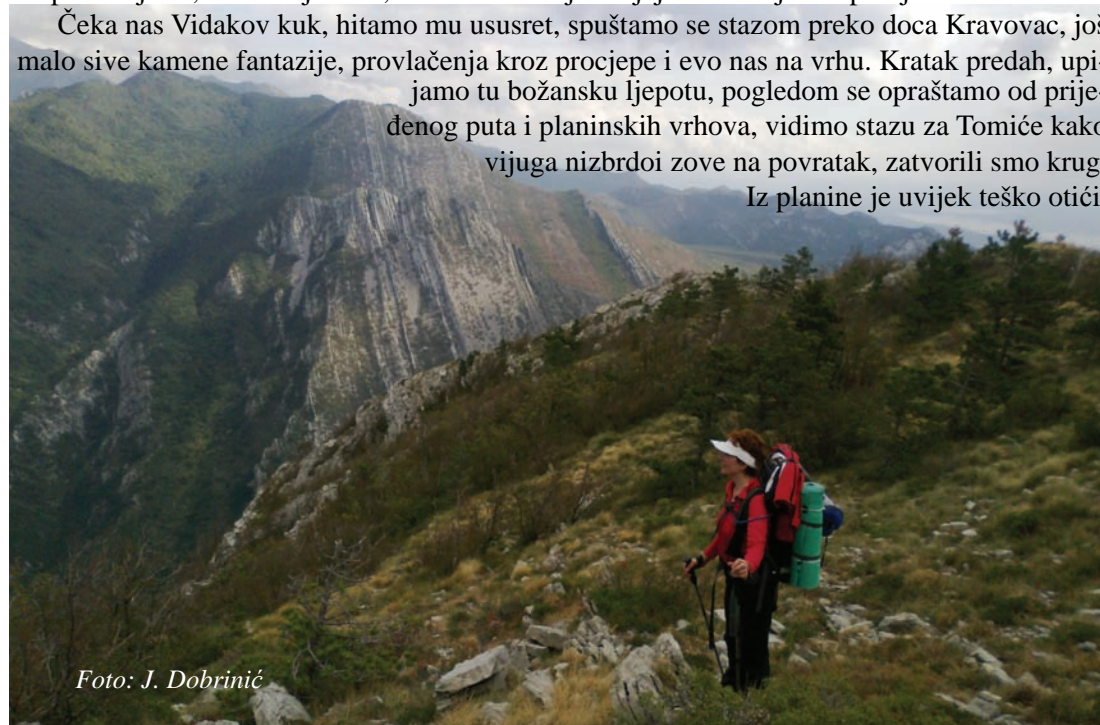 Čeka nas Vidakov kuk, hitamo mu ususret, spuštamo se stazom preko doca Kravovac, još
malo sive kamene fantazije, provlačenja kroz procjepe i evo nas na vrhu. Kratak predah, upi-
jamo tu božansku ljepotu, pogledom se opraštamo od prije-
đenog puta i planinskih vrhova, vidimo stazu za Tomiće kako
vijuga nizbrdoi zove na povratak, zatvorili smo krug
Iz planine je uvijek teško otići
Foto: J. Dobrinić